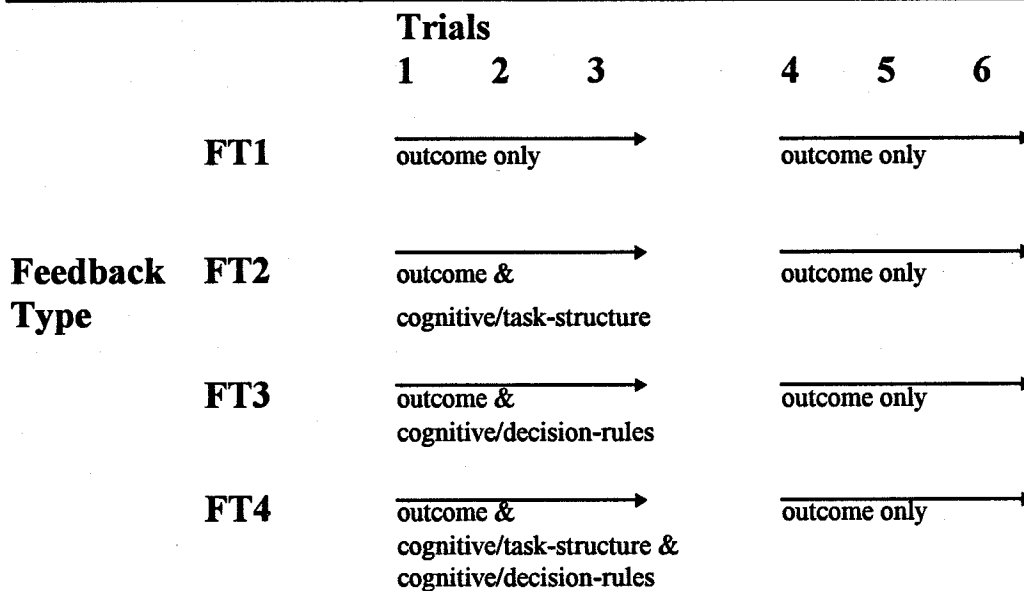 Trials
1 2 3 4 5 6
FT1 outcome only outcome only
Feedback FT2 outcome & outcome only
Type cognitive/task-structure
FT3 outcome & outcome only
cognitive/decision-rules
FT4 outcome & outcome only
cognitive/task-structure &
cognitive/decision-rules